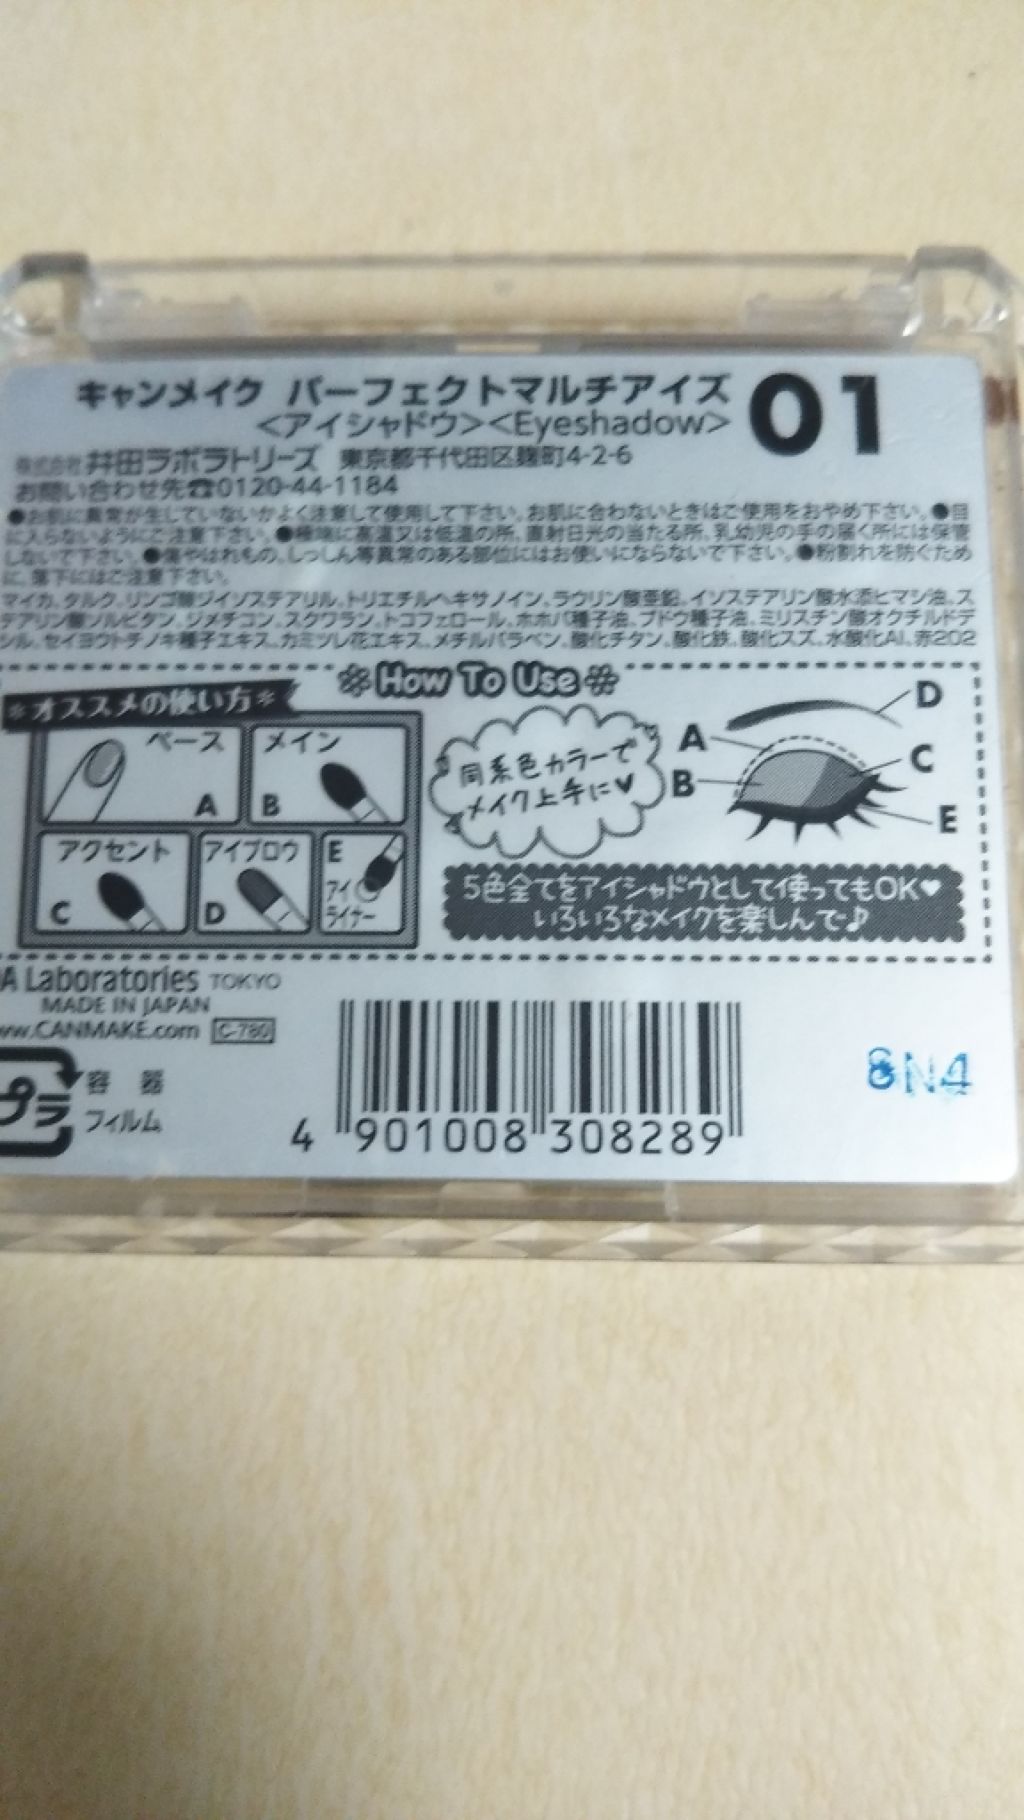 キャンメイク パーフェクトマルチアイズ 01
<アイシャドウ><Eyeshadow>
株式会社 井田ラボラトリーズ 東京都千代田区麹町4-2-6
お問い合わせ先☎0120-44-1184
●お肌に異常が生じていないかよく注意して使用して下さい。お肌に合わないときはご使用をおやめ下さい。●目
に入らないようにご注意下さい。●極端に高温又は低温の所、直射日光の当たる所、乳幼児の手の届く所には保管
しないで下さい。●傷やはれもの、しっしん等異常のある部位にはお使いにならないで下さい。●粉割れを防ぐため
に、落下にはご注意下さい。
マイカ、タルク、リンゴ酸ジイソステアリル、トリエチルヘキサノイン、ラウリン酸亜鉛、イソステアリン酸水添ヒマシ油、ス
テアリン酸ソルビタン、ジメチコン、スクワラン、トコフェロール、ホホバ種子油、ブドウ種子油、ミリスチン酸オクチルドデ
シル、セイヨウトチノキ種子エキス、カミツレ花エキス、メチルパラベン、酸化チタン、酸化鉄、酸化スズ、水酸化Al、赤202
How To Use
*オススメの使い方*
ベース
A
メイン
B
アクセント
C
アイブロウ
D
E
アイ
ライナー
同系色カラーで
メイク上手に♥
A
B
D
C
E
5色全てをアイシャドウとして使ってもOK♥
いろいろなメイクを楽しんで♪
A Laboratories TOKYO
MADE IN JAPAN
ww.CANMAKE.com C-780
プラ
容 器
フィルム
4 901008 308289
8N4